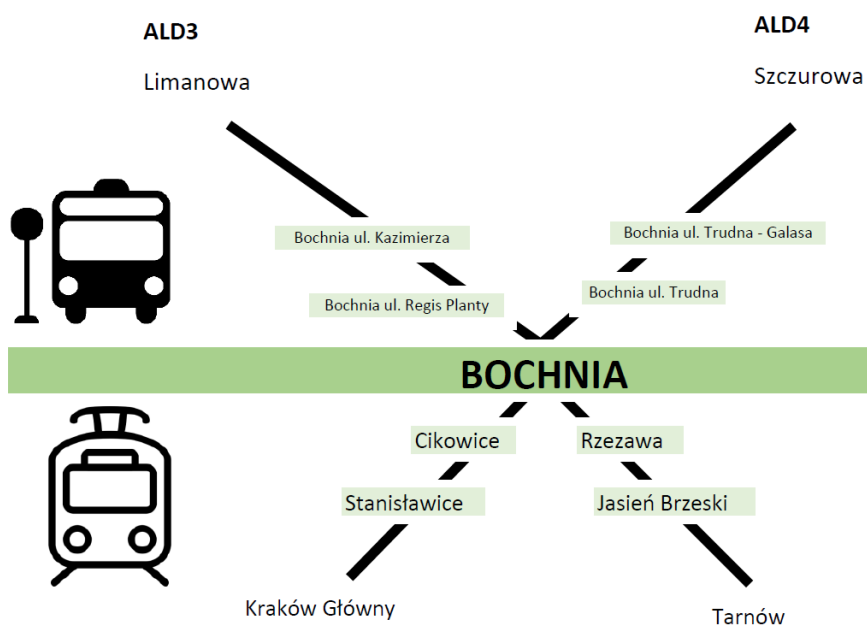 ALD3
ALD4
Limanowa
Szczurowa
Bochnia ul. Kazimierza
Bochnia ul. Trudna - Galasa
Bochnia ul. Regis Planty
Bochnia ul. Trudna
BOCHNIA
Cikowice
Rzezawa
Stanisławice
Jasień Brzeski
Kraków Główny
Tarnów